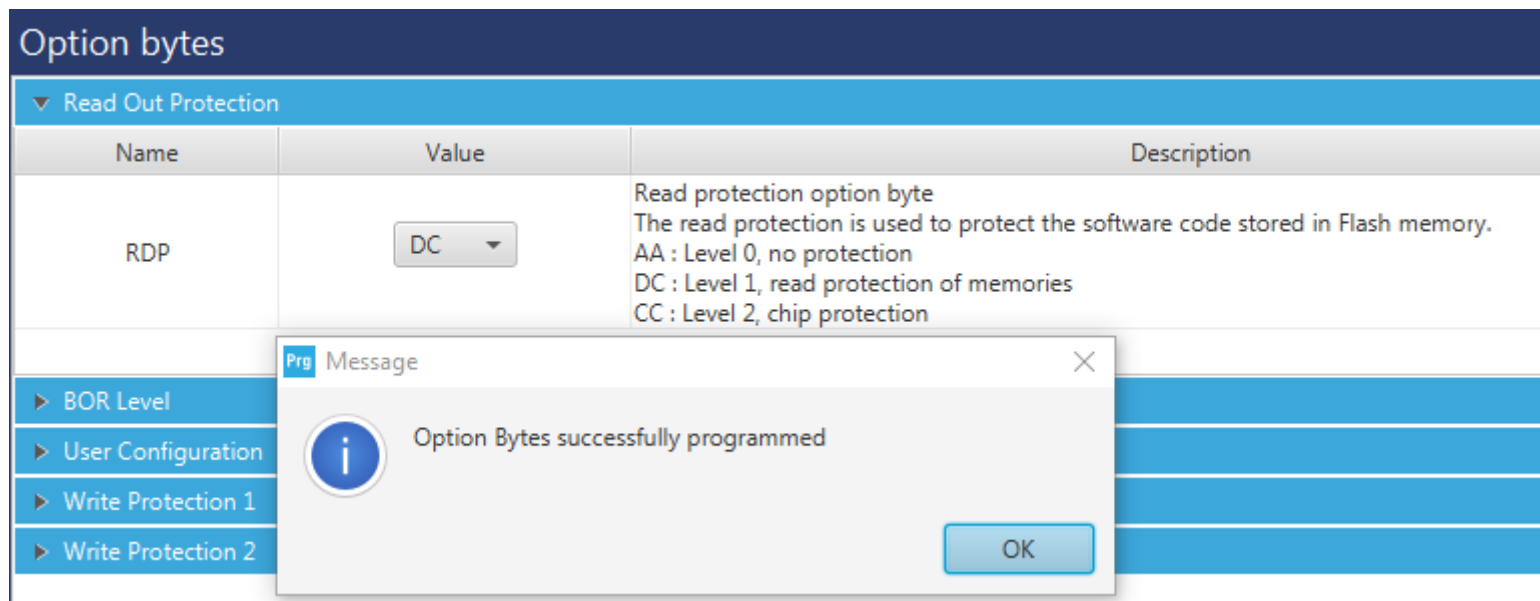 Option bytes
Read Out Protection
Name Value Description
Read protection option byte
The read protection is used to protect the software code stored in Flash memory.
RDP DC AA : Level 0, no protection
DC : Level 1, read protection of memories
CC : Level 2, chip protection
Prg Message
BOR Level
Option Bytes successfully programmed
User Configuration
Write Protection 1
Write Protection 2
OK